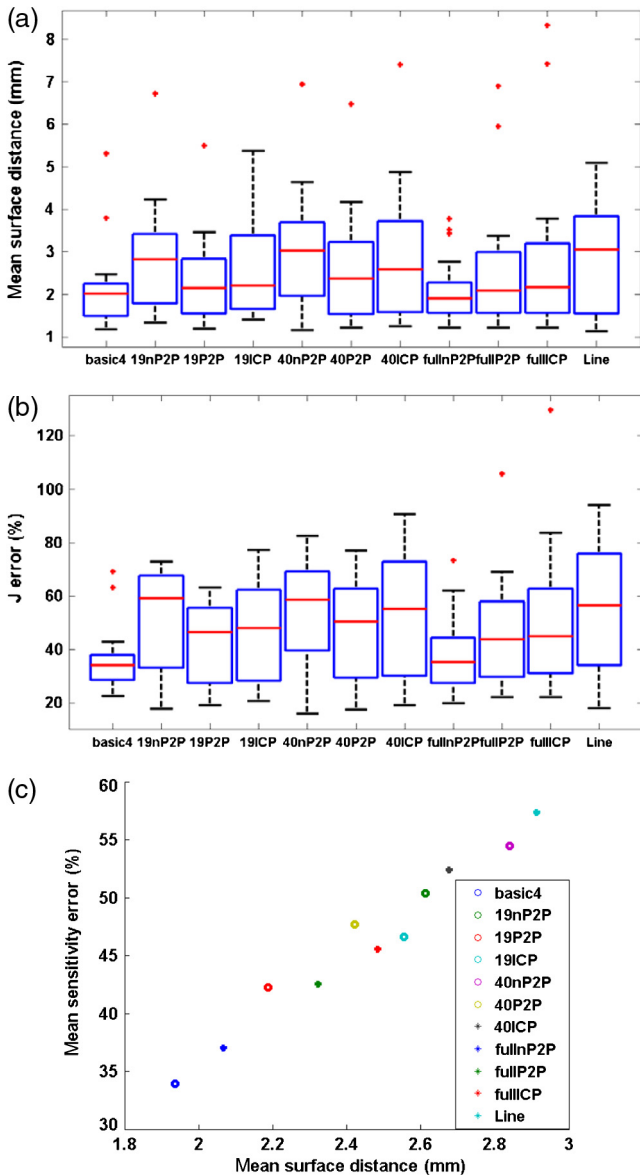 (a)
Mean surface distance (mm)
8
7
6
5
4
3
2
1
basic4 19nP2P 19P2P 19ICP 40nP2P 40P2P 40ICP fullnP2P fullP2P fullICP Line
(b)
J error (%)
120
100
80
60
40
20
basic4 19nP2P 19P2P 19ICP 40nP2P 40P2P 40ICP fullnP2P fullP2P fullICP Line
(c)
Mean sensitivity error (%)
60
55
50
45
40
35
30
basic4
19nP2P
19P2P
19ICP
40nP2P
40P2P
40ICP
fullnP2P
fullP2P
fullICP
Line
1.8 2 2.2 2.4 2.6 2.8 3
Mean surface distance (mm)